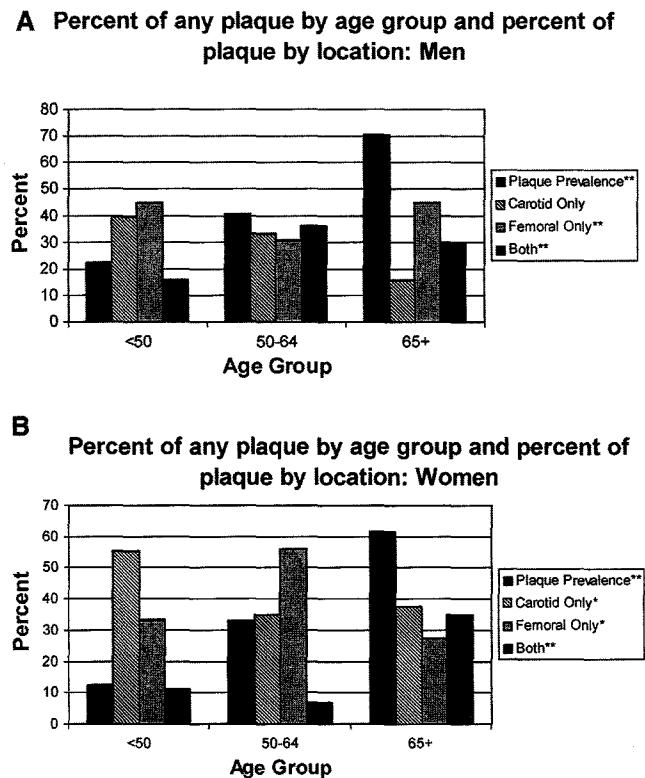 A Percent of any plaque by age group and percent of
plaque by location: Men
80
70
60
50
40
30
20
10
0
Percent
<50 50-64 65+
Age Group
Plaque Prevalence**
Carotid Only
Femoral Only**
Both**
B
Percent of any plaque by age group and percent of
plaque by location: Women
70
60
50
40
30
20
10
0
Percent
<50 50-64 65+
Age Group
Plaque Prevalence**
Carotid Only*
Femoral Only*
Both**